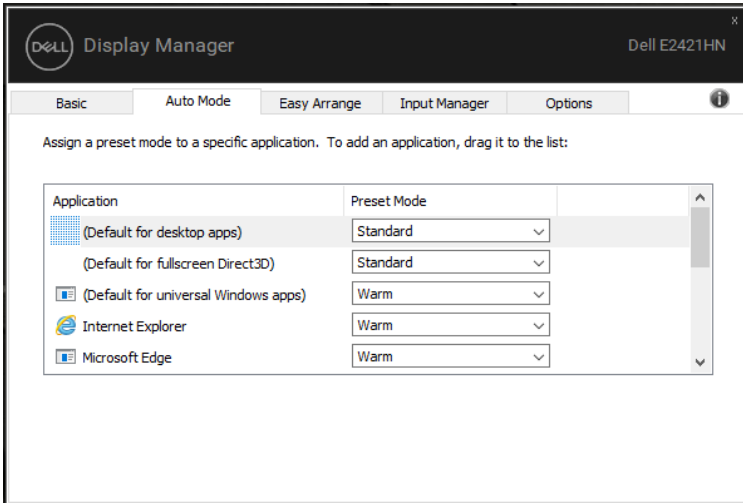 x
DELL Display Manager Dell E2421HN
Basic Auto Mode Easy Arrange Input Manager Options i
Assign a preset mode to a specific application. To add an application, drag it to the list:
Application Preset Mode
(Default for desktop apps) Standard
(Default for fullscreen Direct3D) Standard
(Default for universal Windows apps) Warm
Internet Explorer Warm
Microsoft Edge Warm